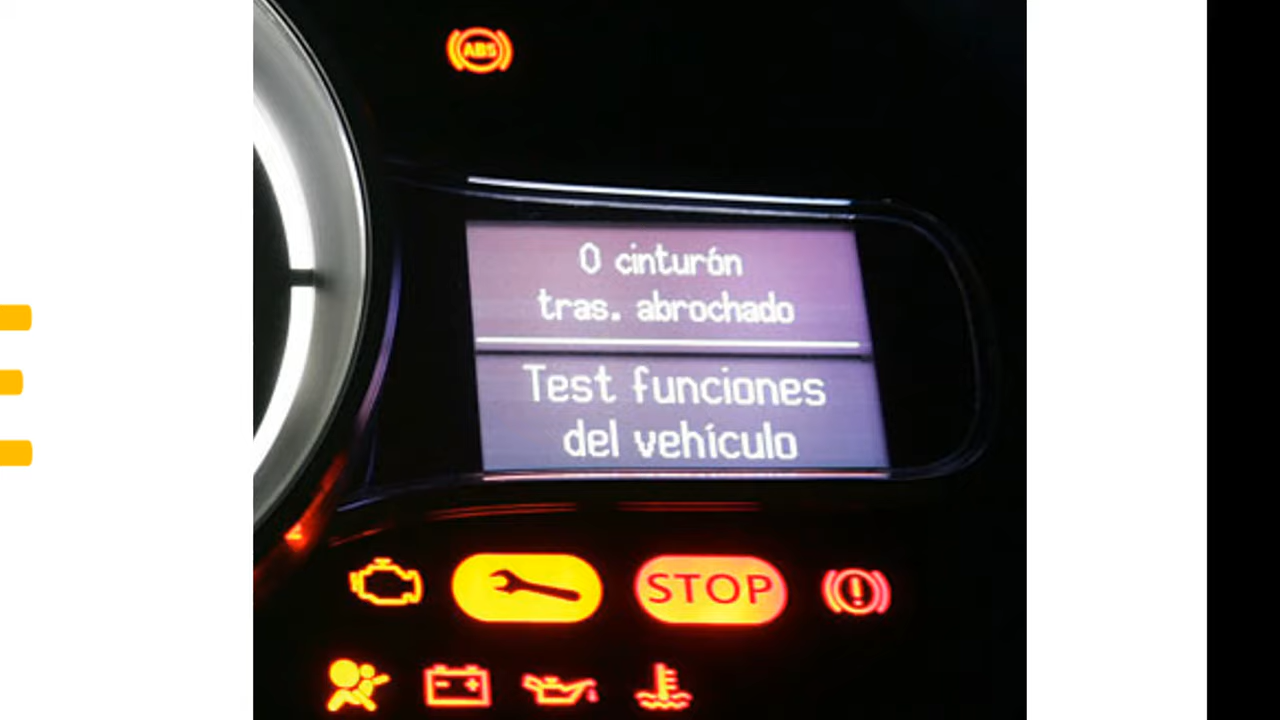 ABS
0 cinturón
tras. abrochado
Test funciones
del vehículo
STOP